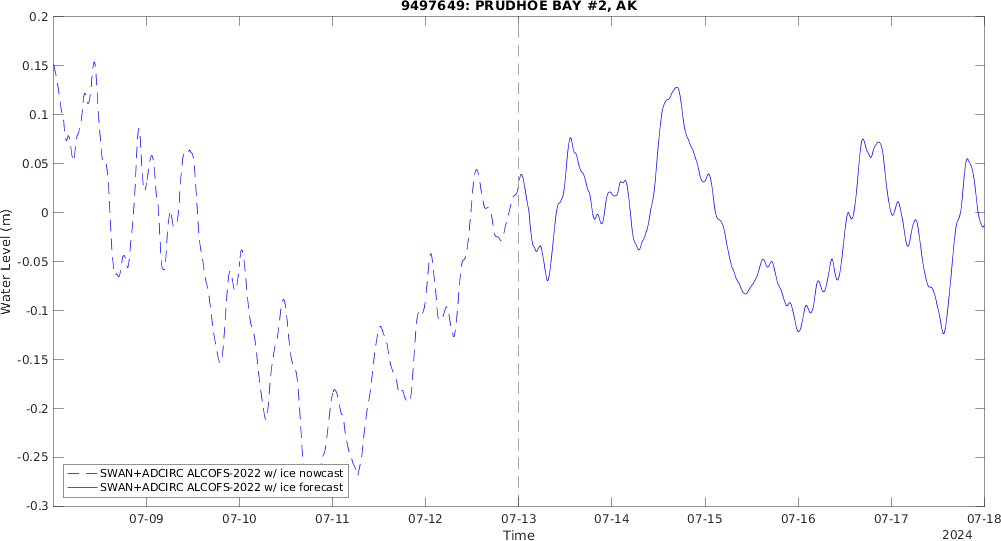 9497649: PRUDHOE BAY #2, AK
0.2
0.15
0.1
0.05
0
-0.05
-0.1
-0.15
-0.2
-0.25
-0.3
Water Level (m)
SWAN+ADCIRC ALCOFS-2022 w/ ice nowcast
SWAN+ADCIRC ALCOFS-2022 w/ ice forecast
07-09 07-10 07-11 07-12 07-13 07-14 07-15 07-16 07-17 07-18
Time
2024